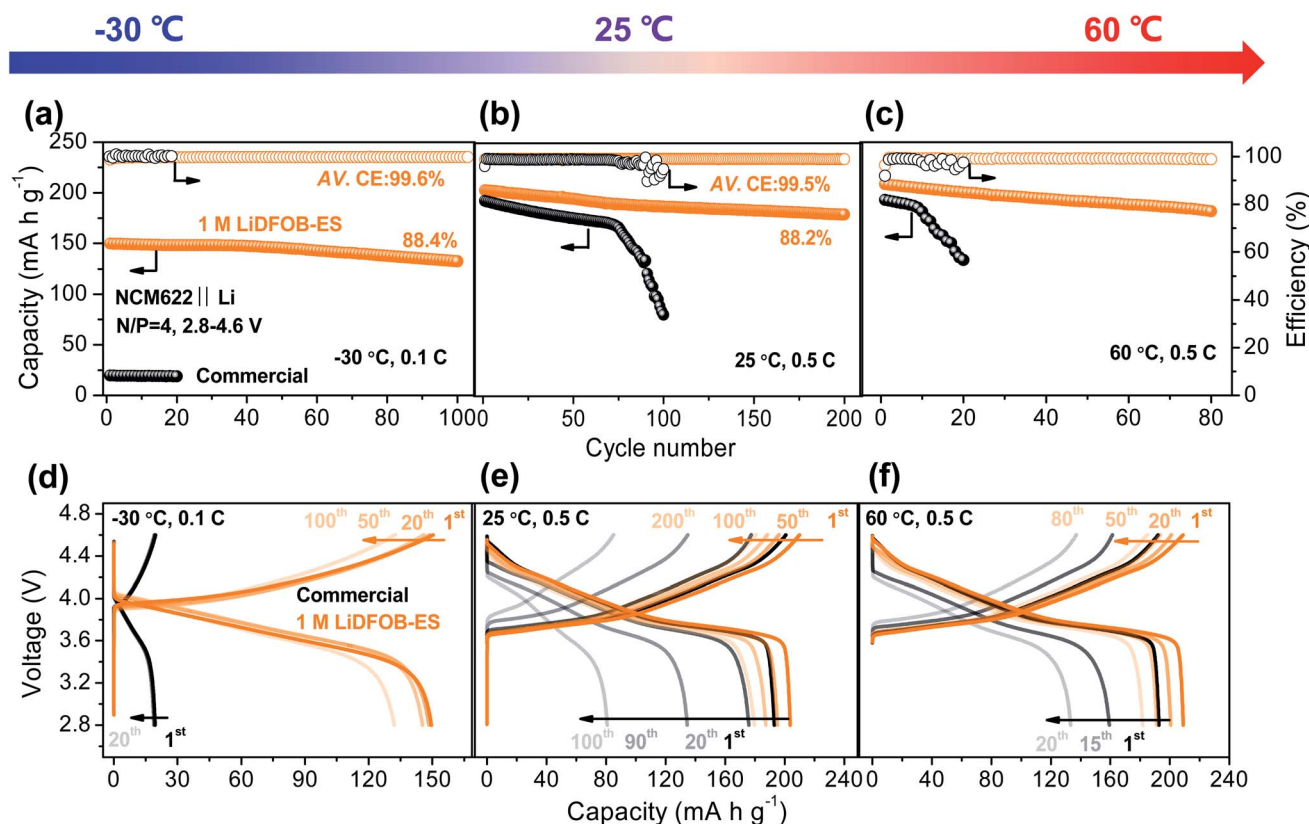 -30 ℃ 25 ℃ 60 ℃
(a) (b) (c)
Capacity (mA h g⁻¹)
250
200
150
100
50
0
AV. CE:99.6%
1 M LiDFOB-ES
88.4%
NCM622 || Li
N/P=4, 2.8-4.6 V
-30 °C, 0.1 C
Commercial
0 20 40 60 80 100
AV. CE:99.5%
88.2%
25 °C, 0.5 C
0 50 100 150 200
60 °C, 0.5 C
0 20 40 60 80
100
80
60
40
20
0
Efficiency (%)
Cycle number
(d) (e) (f)
Voltage (V)
4.8
4.4
4.0
3.6
3.2
2.8
-30 °C, 0.1 C
100th 50th 20th 1st
Commercial
1 M LiDFOB-ES
20th 1st
0 30 60 90 120 150
25 °C, 0.5 C
200th 100th 50th 1st
100th 90th 20th 1st
0 40 80 120 160 200 240
60 °C, 0.5 C
80th 50th 20th 1st
20th 15th 1st
0 40 80 120 160 200 240
Capacity (mA h g⁻¹)